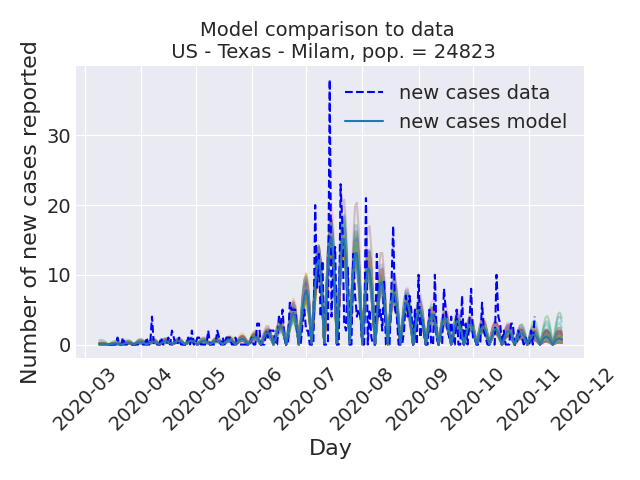 Model comparison to data
US - Texas - Milam, pop. = 24823
Number of new cases reported
30
20
10
0
new cases data
new cases model
2020-03
2020-04
2020-05
2020-06
2020-07
2020-08
2020-09
2020-10
2020-11
2020-12
Day